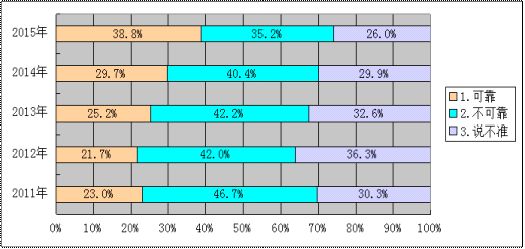 2015年 38.8% 35.2% 26.0%
2014年 29.7% 40.4% 29.9%
2013年 25.2% 42.2% 32.6%
2012年 21.7% 42.0% 36.3%
2011年 23.0% 46.7% 30.3%
0% 10% 20% 30% 40% 50% 60% 70% 80% 90% 100%
1.可靠
2.不可靠
3.说不准